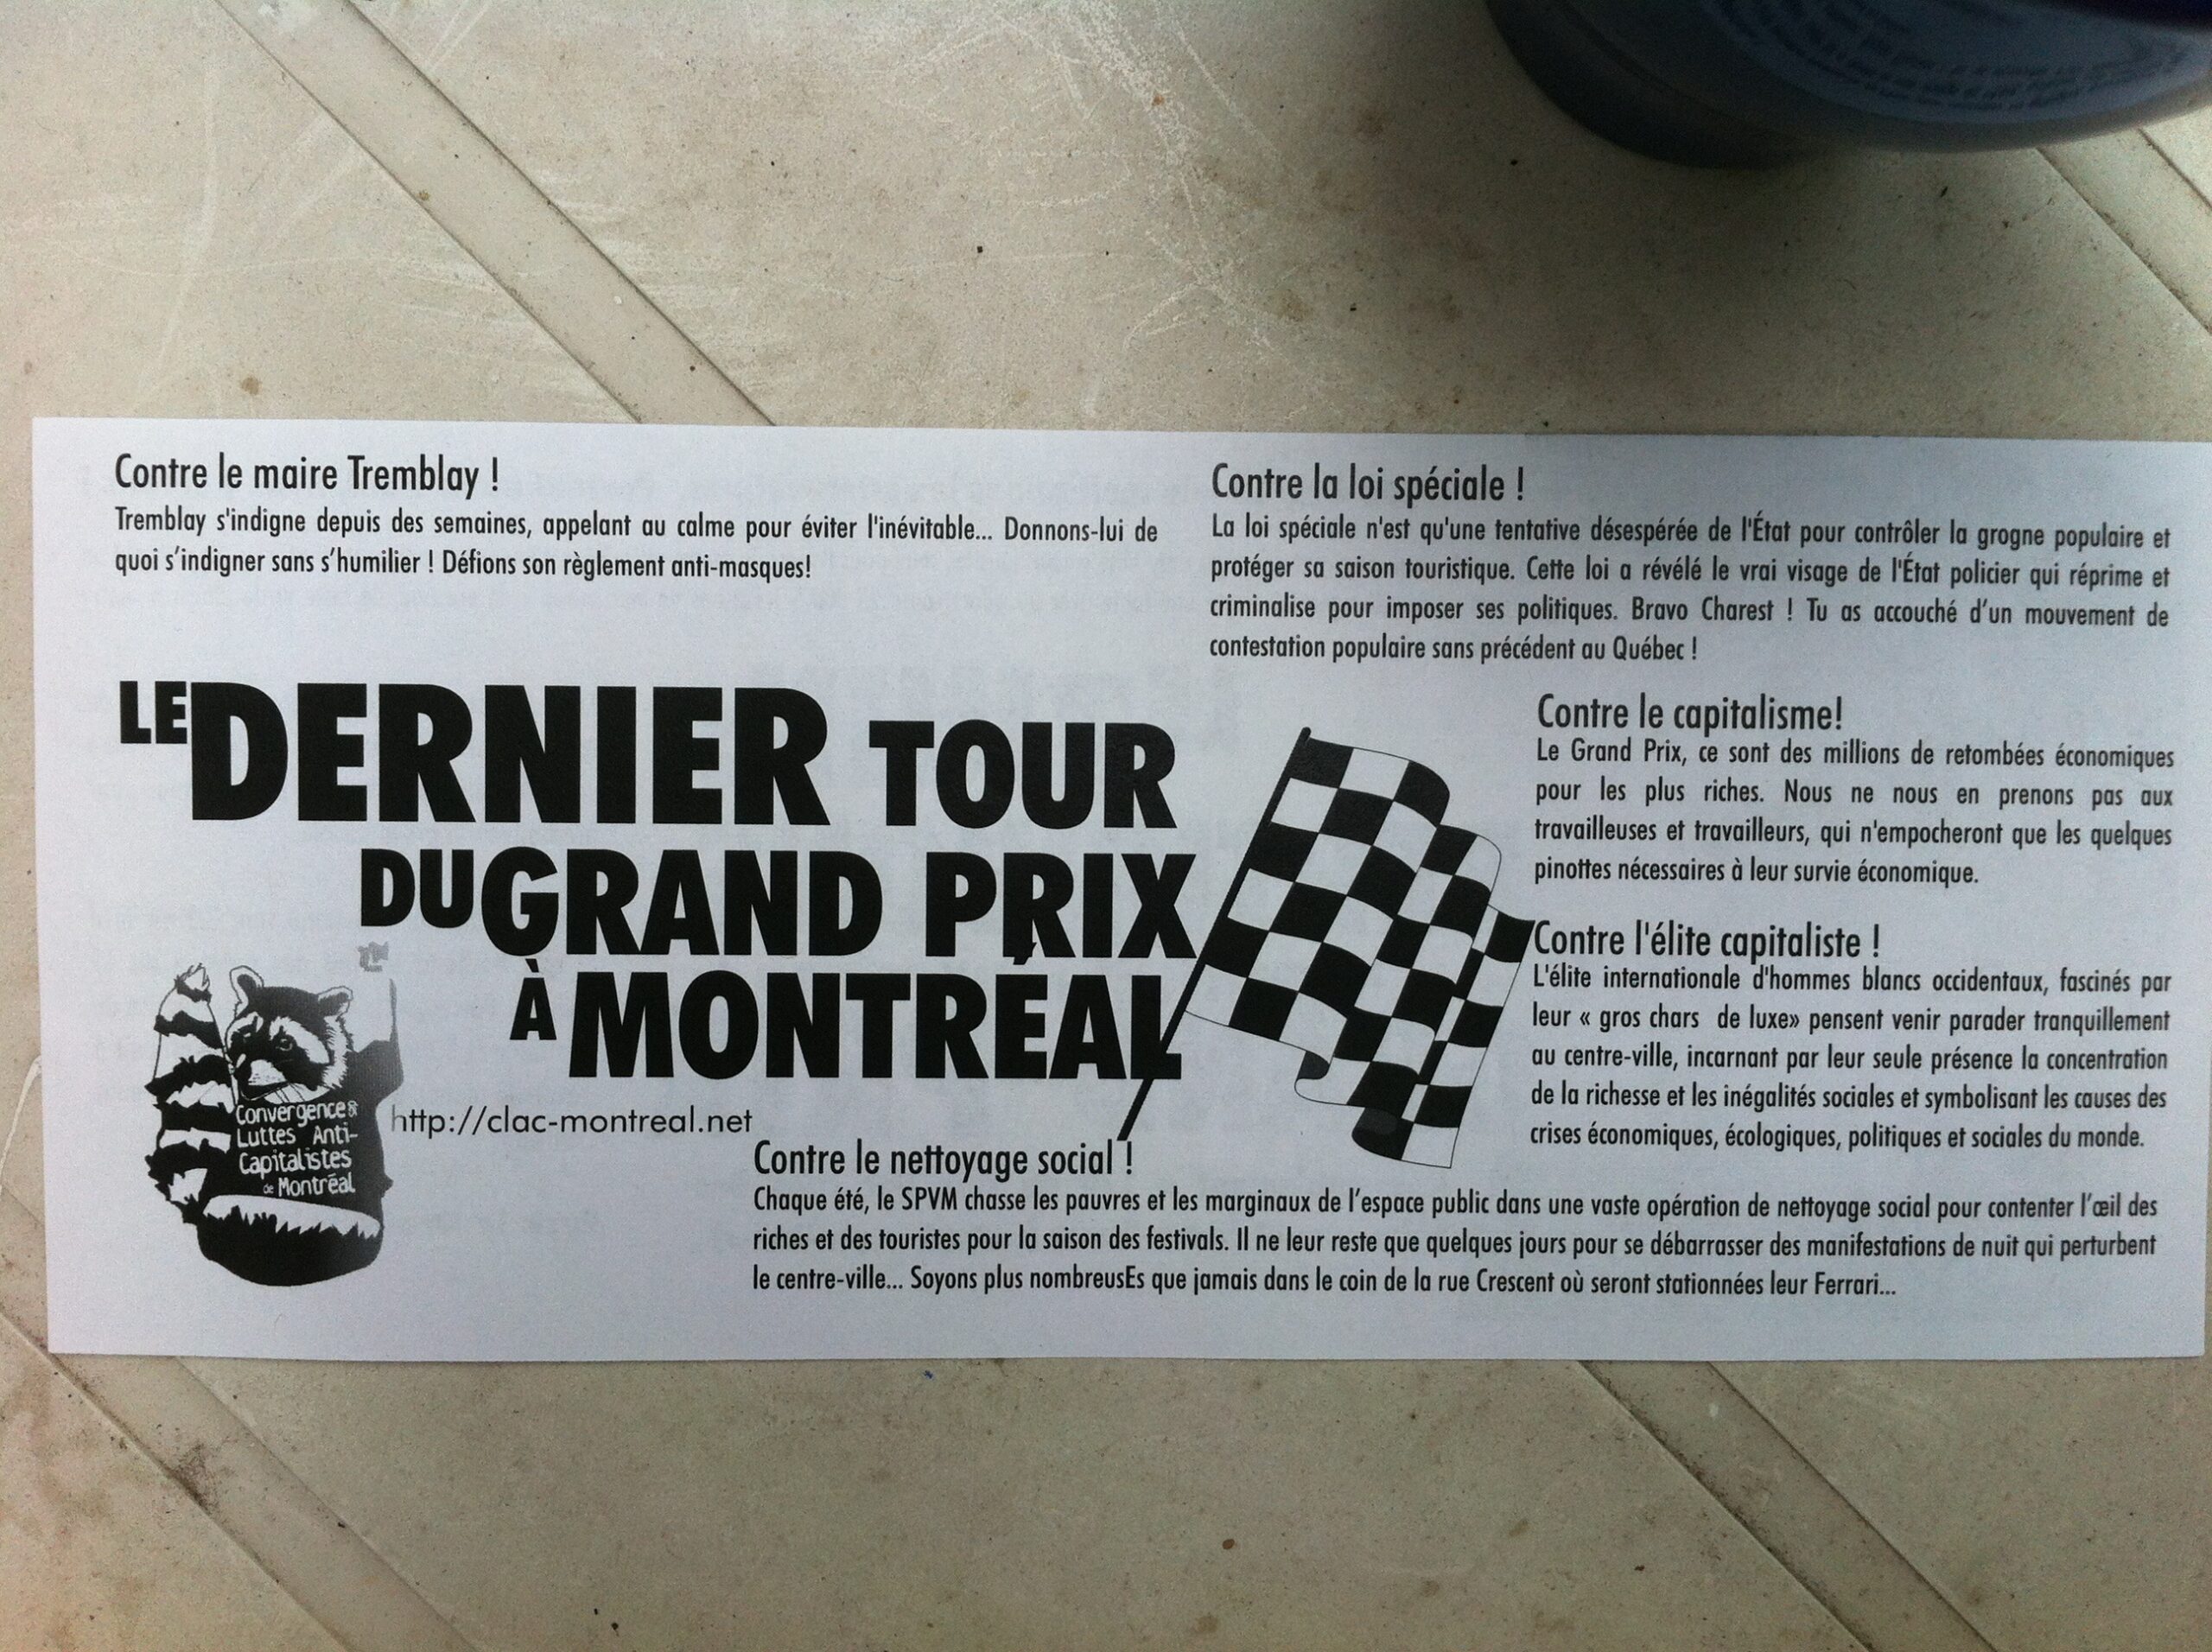 Contre le maire Tremblay !
Tremblay s'indigne depuis des semaines, appelant au calme pour éviter l'inévitable... Donnons-lui de
quoi s'indigner sans s'humilier ! Défions son règlement anti-masques!
Contre la loi spéciale !
La loi spéciale n'est qu'une tentative désespérée de l'État pour contrôler la grogne populaire et
protéger sa saison touristique. Cette loi a révélé le vrai visage de l'État policier qui réprime et
criminalise pour imposer ses politiques. Bravo Charest ! Tu as accouché d'un mouvement de
contestation populaire sans précédent au Québec !
LE DERNIER TOUR
DU GRAND PRIX
À MONTRÉAL
Contre le capitalisme!
Le Grand Prix, ce sont des millions de retombées économiques
pour les plus riches. Nous ne nous en prenons pas aux
travailleuses et travailleurs, qui n'empocheront que les quelques
pinottes nécessaires à leur survie économique.
Contre l'élite capitaliste !
L'élite internationale d'hommes blancs occidentaux, fascinés par
leur « gros chars de luxe» pensent venir parader tranquillement
au centre-ville, incarnant par leur seule présence la concentration
de la richesse et les inégalités sociales et symbolisant les causes des
crises économiques, écologiques, politiques et sociales du monde.
Convergence des
Luttes Anti-
Capitalistes
de Montréal
http://clac-montreal.net
Contre le nettoyage social !
Chaque été, le SPVM chasse les pauvres et les marginaux de l'espace public dans une vaste opération de nettoyage social pour contenter l'œil des
riches et des touristes pour la saison des festivals. Il ne leur reste que quelques jours pour se débarrasser des manifestations de nuit qui perturbent
le centre-ville... Soyons plus nombreusEs que jamais dans le coin de la rue Crescent où seront stationnées leur Ferrari...